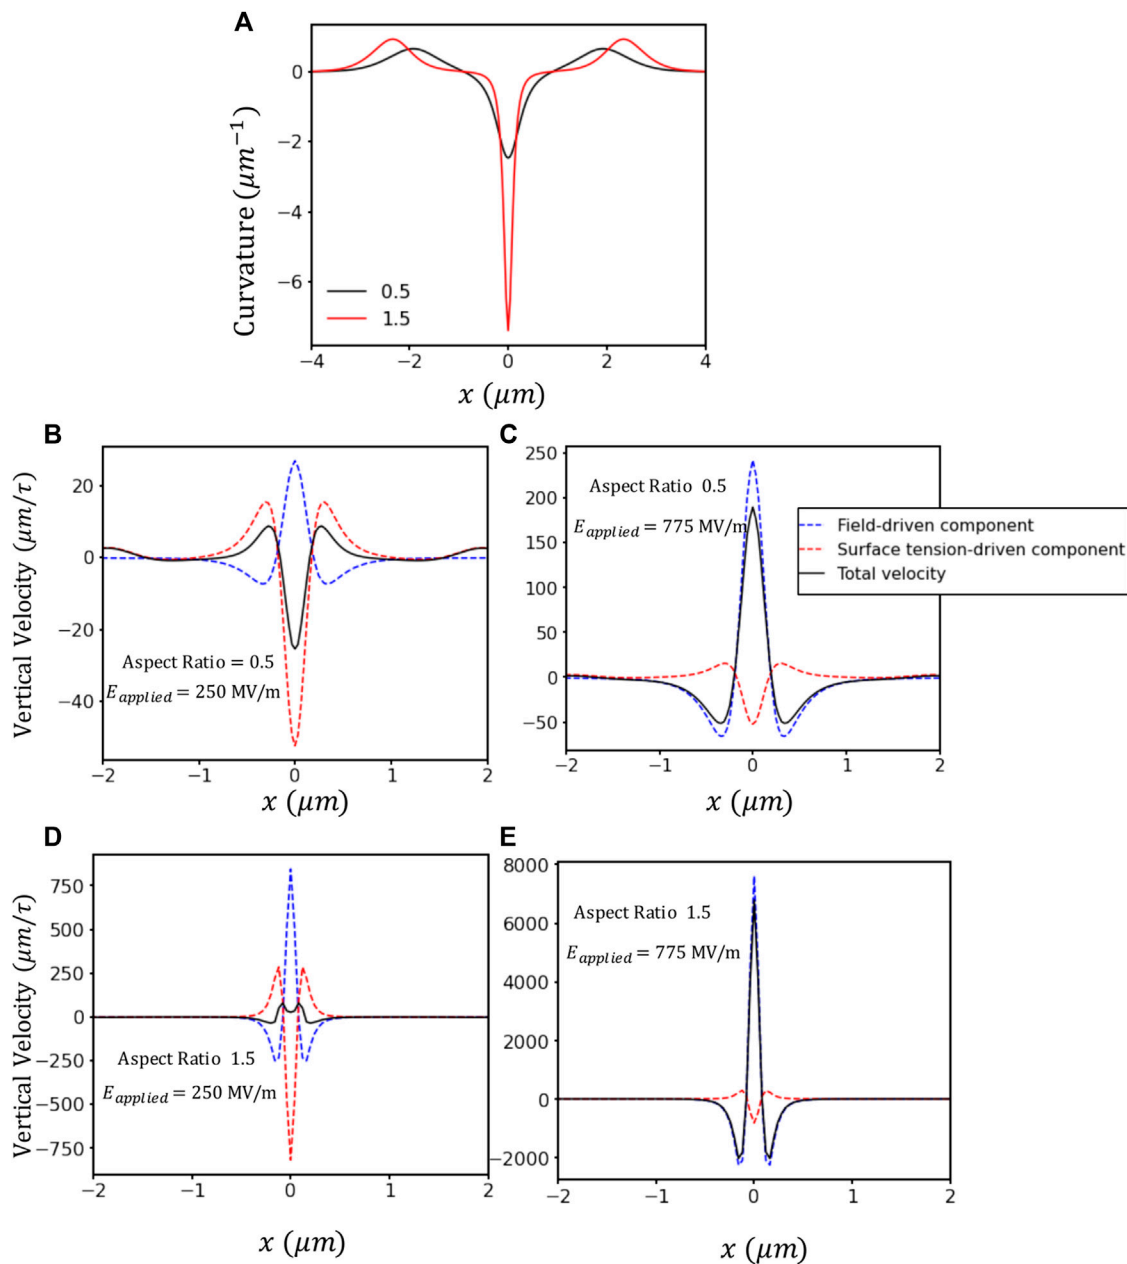 A
0
−2
−4
−6
Curvature (μm⁻¹)
0.5
1.5
−4 −2 0 2 4
x (μm)
B
20
0
−20
−40
Vertical Velocity (μm/τ)
Aspect Ratio = 0.5
E_applied = 250 MV/m
−2 −1 0 1 2
x (μm)
C
250
200
150
100
50
0
−50
Aspect Ratio 0.5
E_applied = 775 MV/m
Field-driven component
Surface tension-driven component
Total velocity
−2 −1 0 1 2
x (μm)
D
750
500
250
0
−250
−500
−750
Vertical Velocity (μm/τ)
Aspect Ratio 1.5
E_applied = 250 MV/m
−2 −1 0 1 2
x (μm)
E
8000
6000
4000
2000
0
−2000
Aspect Ratio 1.5
E_applied = 775 MV/m
−2 −1 0 1 2
x (μm)